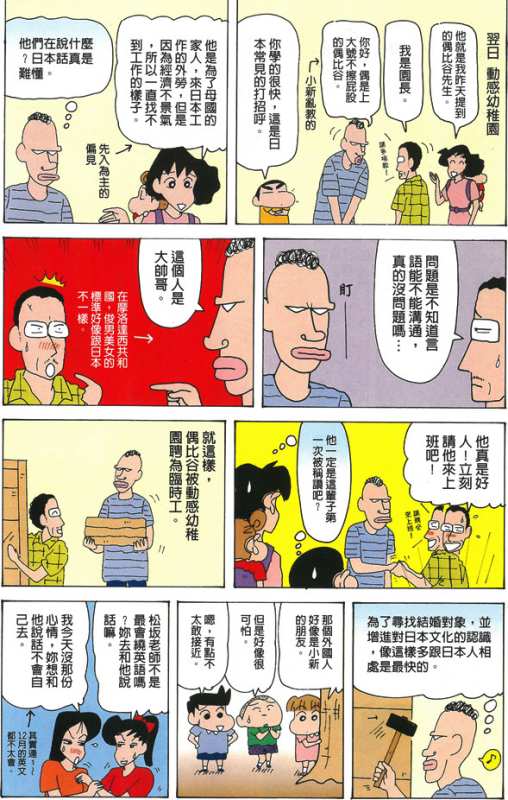 翌日 動感幼稚園
他就是我昨天提到
的偶比谷先生。
我是園長。
請多指教！
你好，偶是上
大號不擦屁股
的偶比谷。
小新亂教的
你學的很快，這是日
本常見的打招呼。
他是為了母國的
家人，來日本工
作的外勞，但是
因為經濟不景氣
，所以一直找不
到工作的樣子。
先入為主的
偏見
麼是
什真
話？
說本懂
在日
們？難
他
問題是不知道言
語能不能溝通，
真的沒問題嗎…
盯
這個人是
大帥哥。
在摩洛達西共和
國，俊男美女的
標準好像跟日本
不一樣。
他真是好
人！立刻
請他來上
班吧！
他一定是這輩子第
一次被稱讚吧？
就這樣，
偶比谷被動感幼稚
園聘為臨時工。
為了尋找結婚對象，並
增進對日本文化的認識
，像這樣多跟日本人相
處是最快的。
那個外國人
好像是小新
的朋友。
但是好像很
可怕。
嗯，有點不
太敢接近。
松坂老師不是
最會繞英語嗎
？妳去和他說
話嘛。
我今天沒那份
心情，妳想和
他說話不會自
己去。
其實連
12月的英文
都不太會。